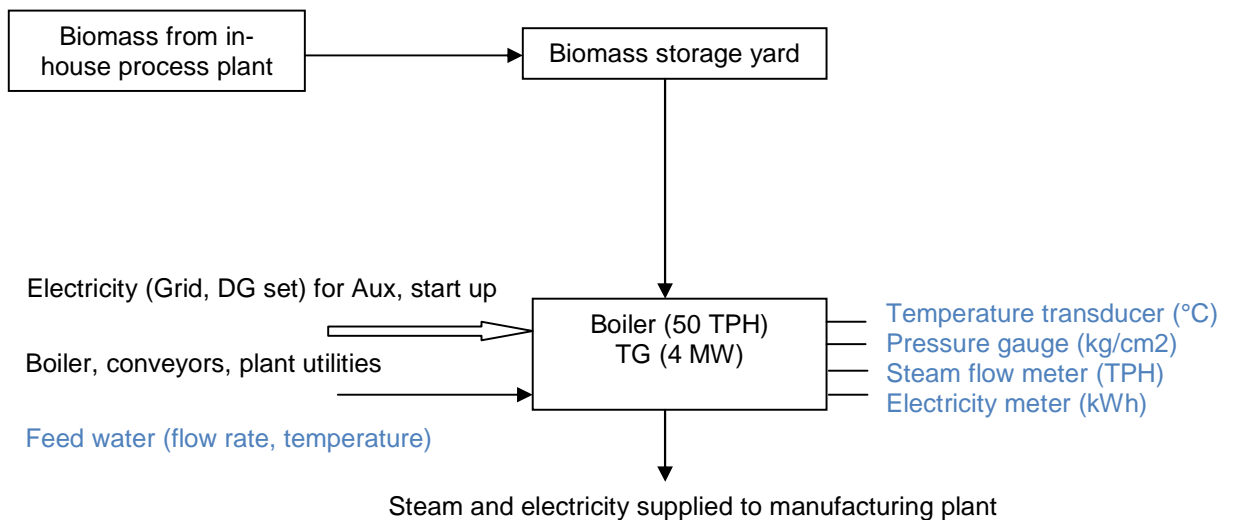 Biomass from in-
house process plant
Biomass storage yard
Electricity (Grid, DG set) for Aux, start up
Boiler, conveyors, plant utilities
Feed water (flow rate, temperature)
Boiler (50 TPH)
TG (4 MW)
Temperature transducer (°C)
Pressure gauge (kg/cm2)
Steam flow meter (TPH)
Electricity meter (kWh)
Steam and electricity supplied to manufacturing plant